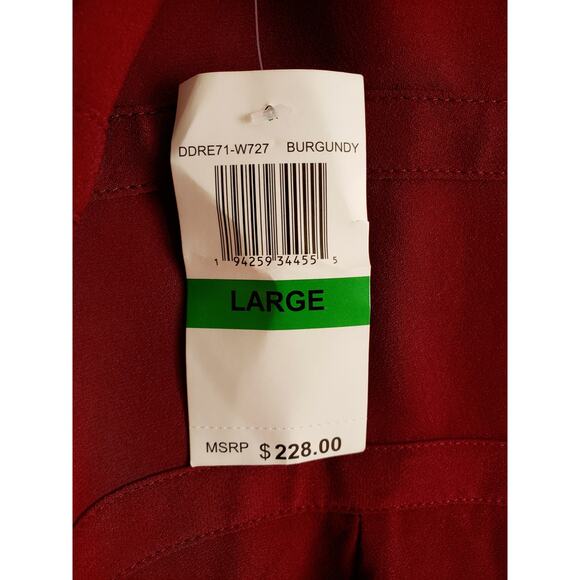 DDRE71-W727 BURGUNDY
1 94259 34455 5
LARGE
MSRP $228.00